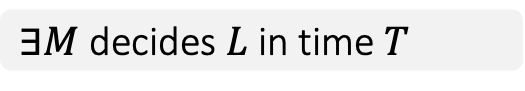 ∃𝑀 decides 𝐿 in time 𝑇